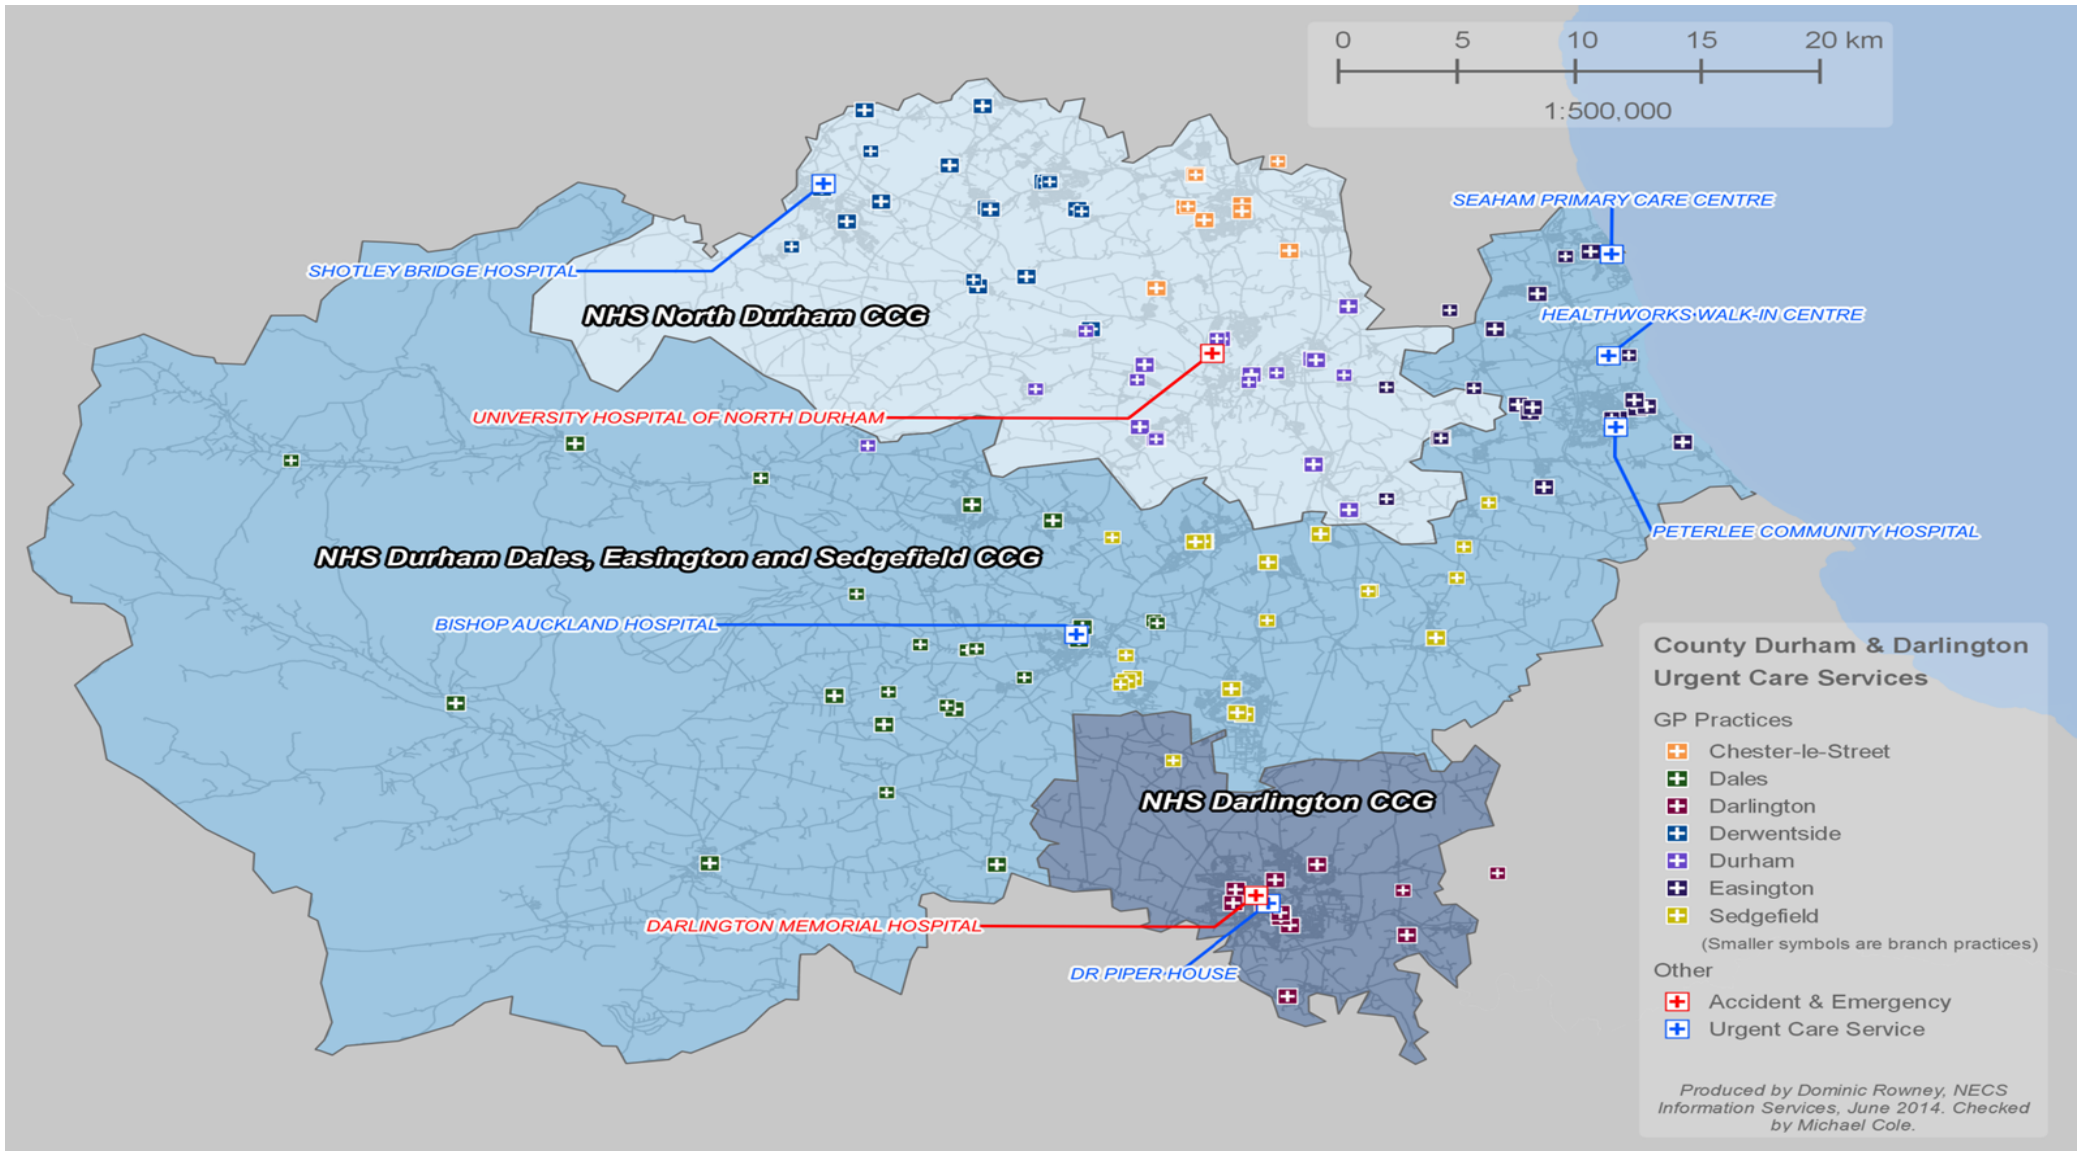 0 5 10 15 20 km
1:500,000
SEAHAM PRIMARY CARE CENTRE
SHOTLEY BRIDGE HOSPITAL
NHS North Durham CCG
HEALTHWORKS WALK-IN CENTRE
UNIVERSITY HOSPITAL OF NORTH DURHAM
PETERLEE COMMUNITY HOSPITAL
NHS Durham Dales, Easington and Sedgefield CCG
BISHOP AUCKLAND HOSPITAL
NHS Darlington CCG
DARLINGTON MEMORIAL HOSPITAL
DR PIPER HOUSE
County Durham & Darlington
Urgent Care Services
GP Practices
Chester-le-Street
Dales
Darlington
Derwentside
Durham
Easington
Sedgefield
(Smaller symbols are branch practices)
Other
Accident & Emergency
Urgent Care Service
Produced by Dominic Rowney, NECS
Information Services, June 2014. Checked
by Michael Cole.